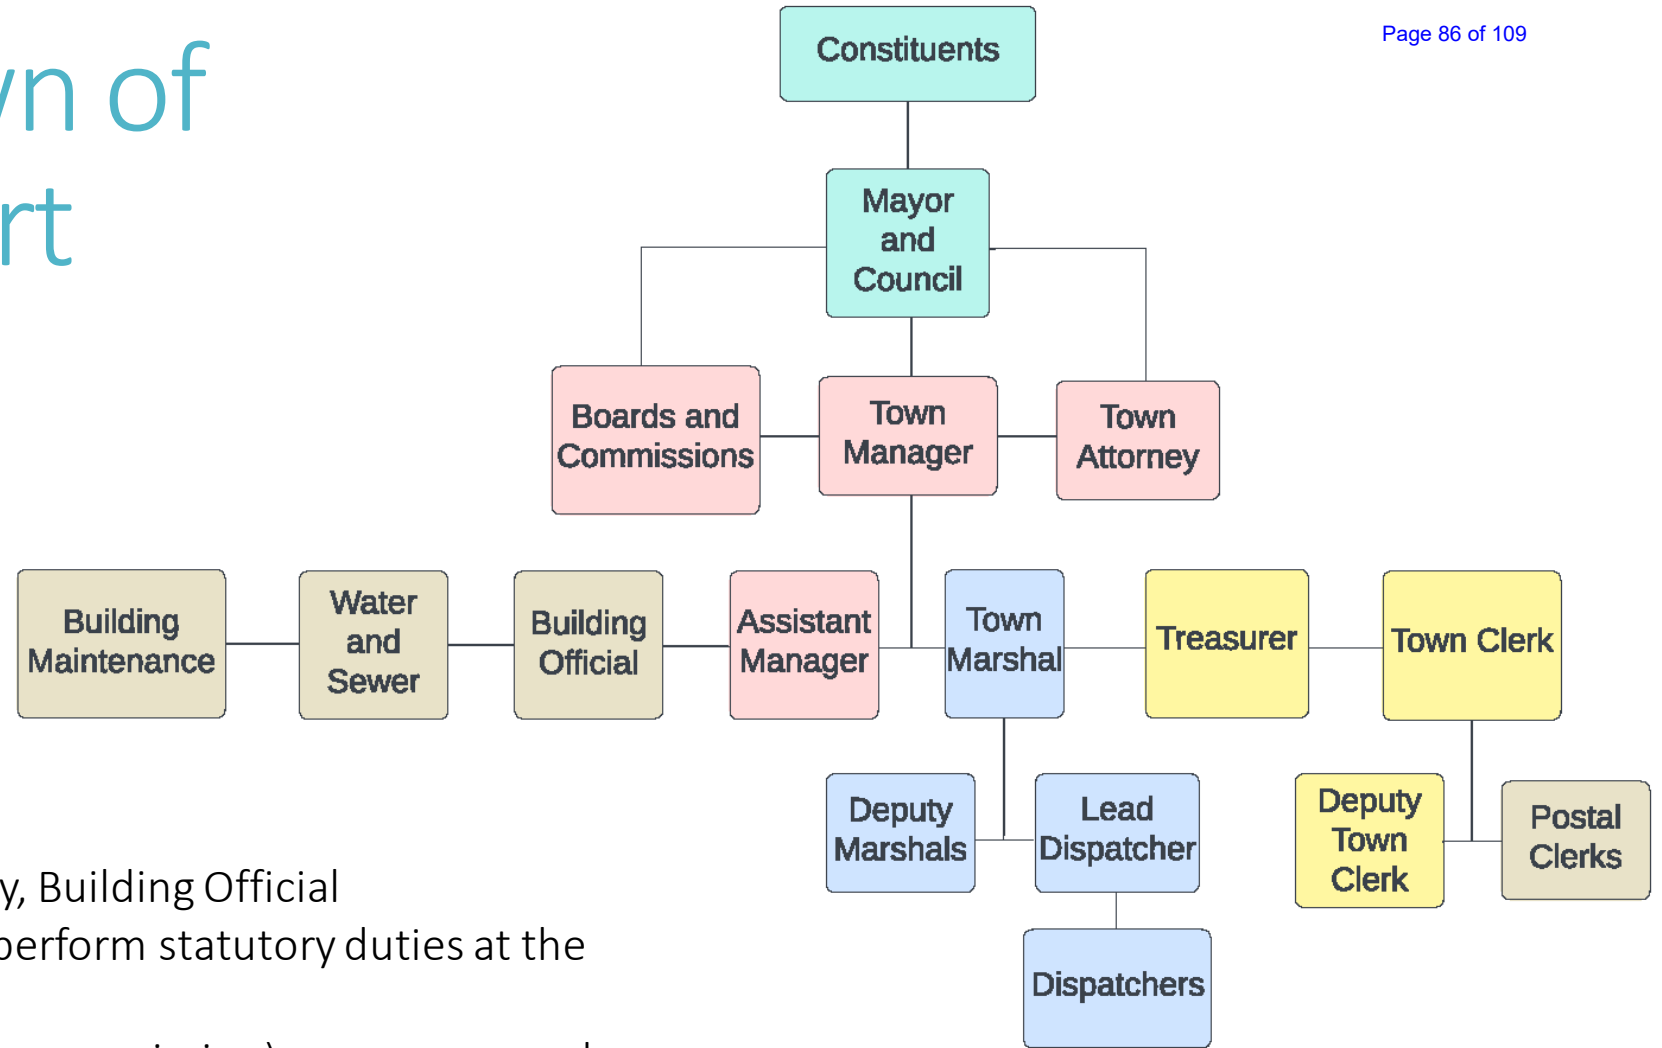 Page 86 of 109
of
rt
Constituents
Mayor
and
Council
Boards and
Commissions
Town
Manager
Town
Attorney
Building
Maintenance
Water
and
Sewer
Building
Official
Assistant
Manager
Town
Marshal
Treasurer
Town Clerk
Deputy
Marshals
Lead
Dispatcher
Deputy
Town
Clerk
Postal
Clerks
Dispatchers
y, Building Official
perform statutory duties at the